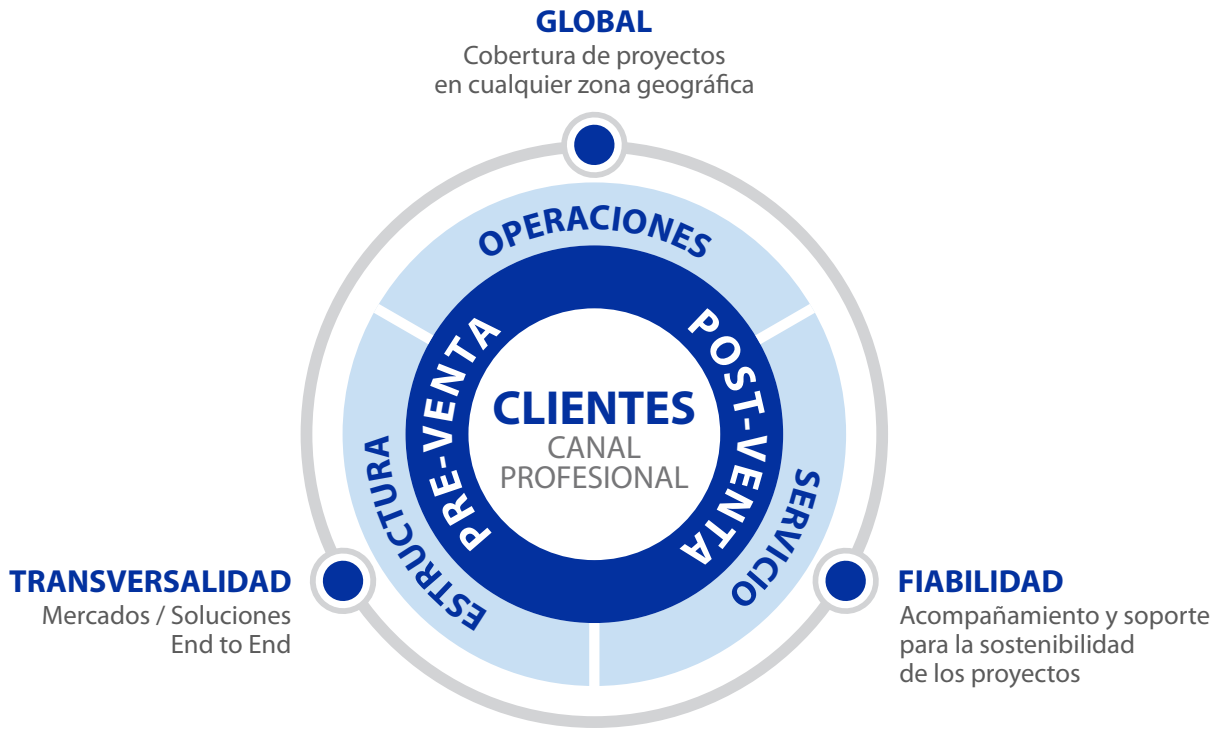 GLOBAL
Cobertura de proyectos
en cualquier zona geográfica
OPERACIONES
PRE-VENTA
POST-VENTA
CLIENTES
CANAL
PROFESIONAL
ESTRUCTURA
SERVICIO
TRANSVERSALIDAD
Mercados / Soluciones
End to End
FIABILIDAD
Acompañamiento y soporte
para la sostenibilidad
de los proyectos